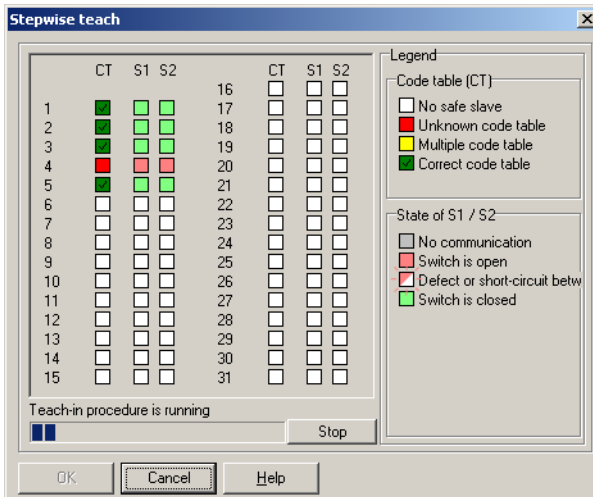 Stepwise teach
CT S1 S2 CT S1 S2
16
1 17
2 18
3 19
4 20
5 21
6 22
7 23
8 24
9 25
10 26
11 27
12 28
13 29
14 30
15 31
Teach-in procedure is running
Stop
OK Cancel Help
Legend
Code table (CT)
No safe slave
Unknown code table
Multiple code table
Correct code table
State of S1 / S2
No communication
Switch is open
Defect or short-circuit betw
Switch is closed